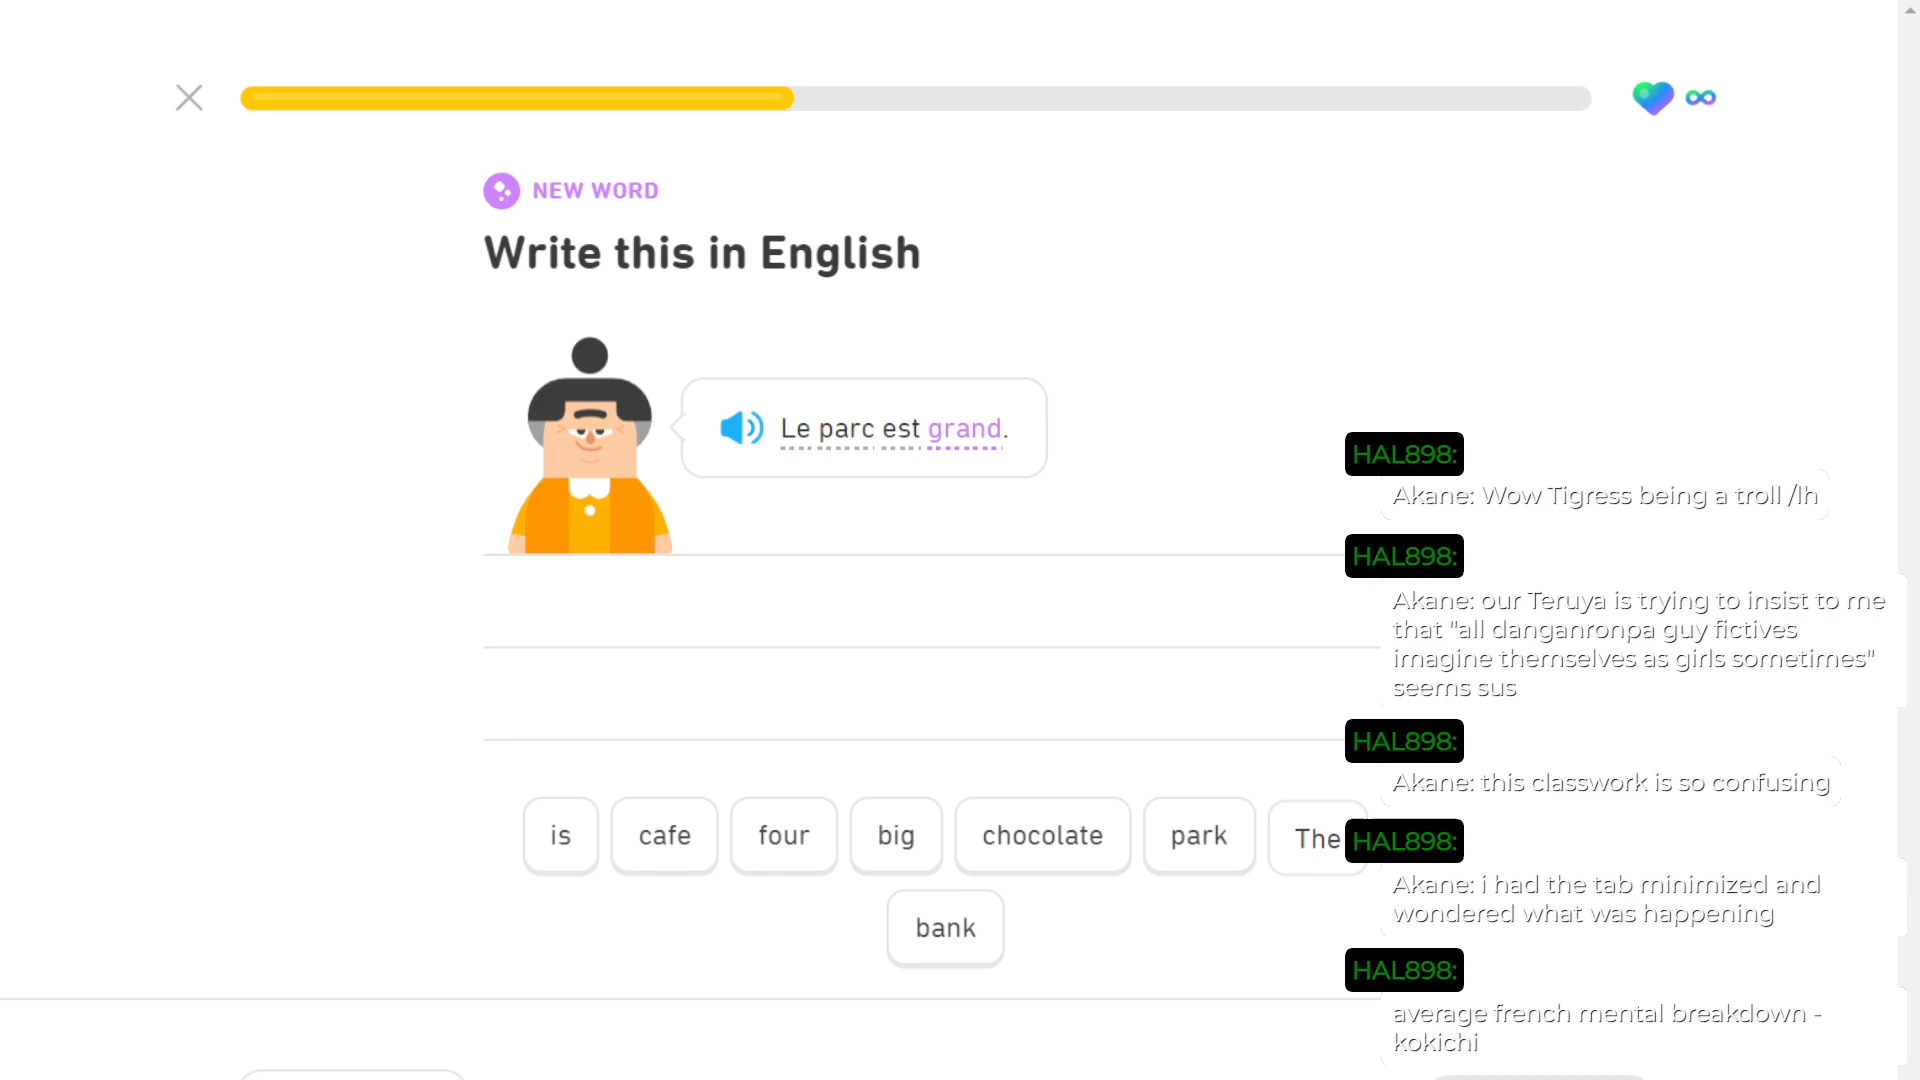 NEW WORD
Write this in English
Le parc est grand.
is
cafe
four
big
chocolate
park
The
bank
HAL898:
Akane: Wow Tigress being a troll /lh
HAL898:
Akane: our Teruya is trying to insist to me
that "all danganronpa guy fictives
imagine themselves as girls sometimes"
seems sus
HAL898:
Akane: this classwork is so confusing
HAL898:
Akane: i had the tab minimized and
wondered what was happening
HAL898:
average french mental breakdown -
kokichi